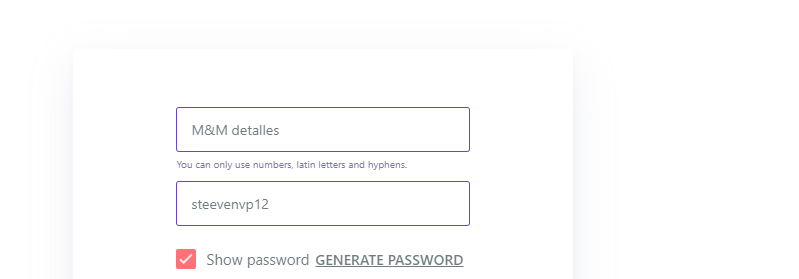 M&M detalles
You can only use numbers, latin letters and hyphens.
steevenvp12
Show password GENERATE PASSWORD